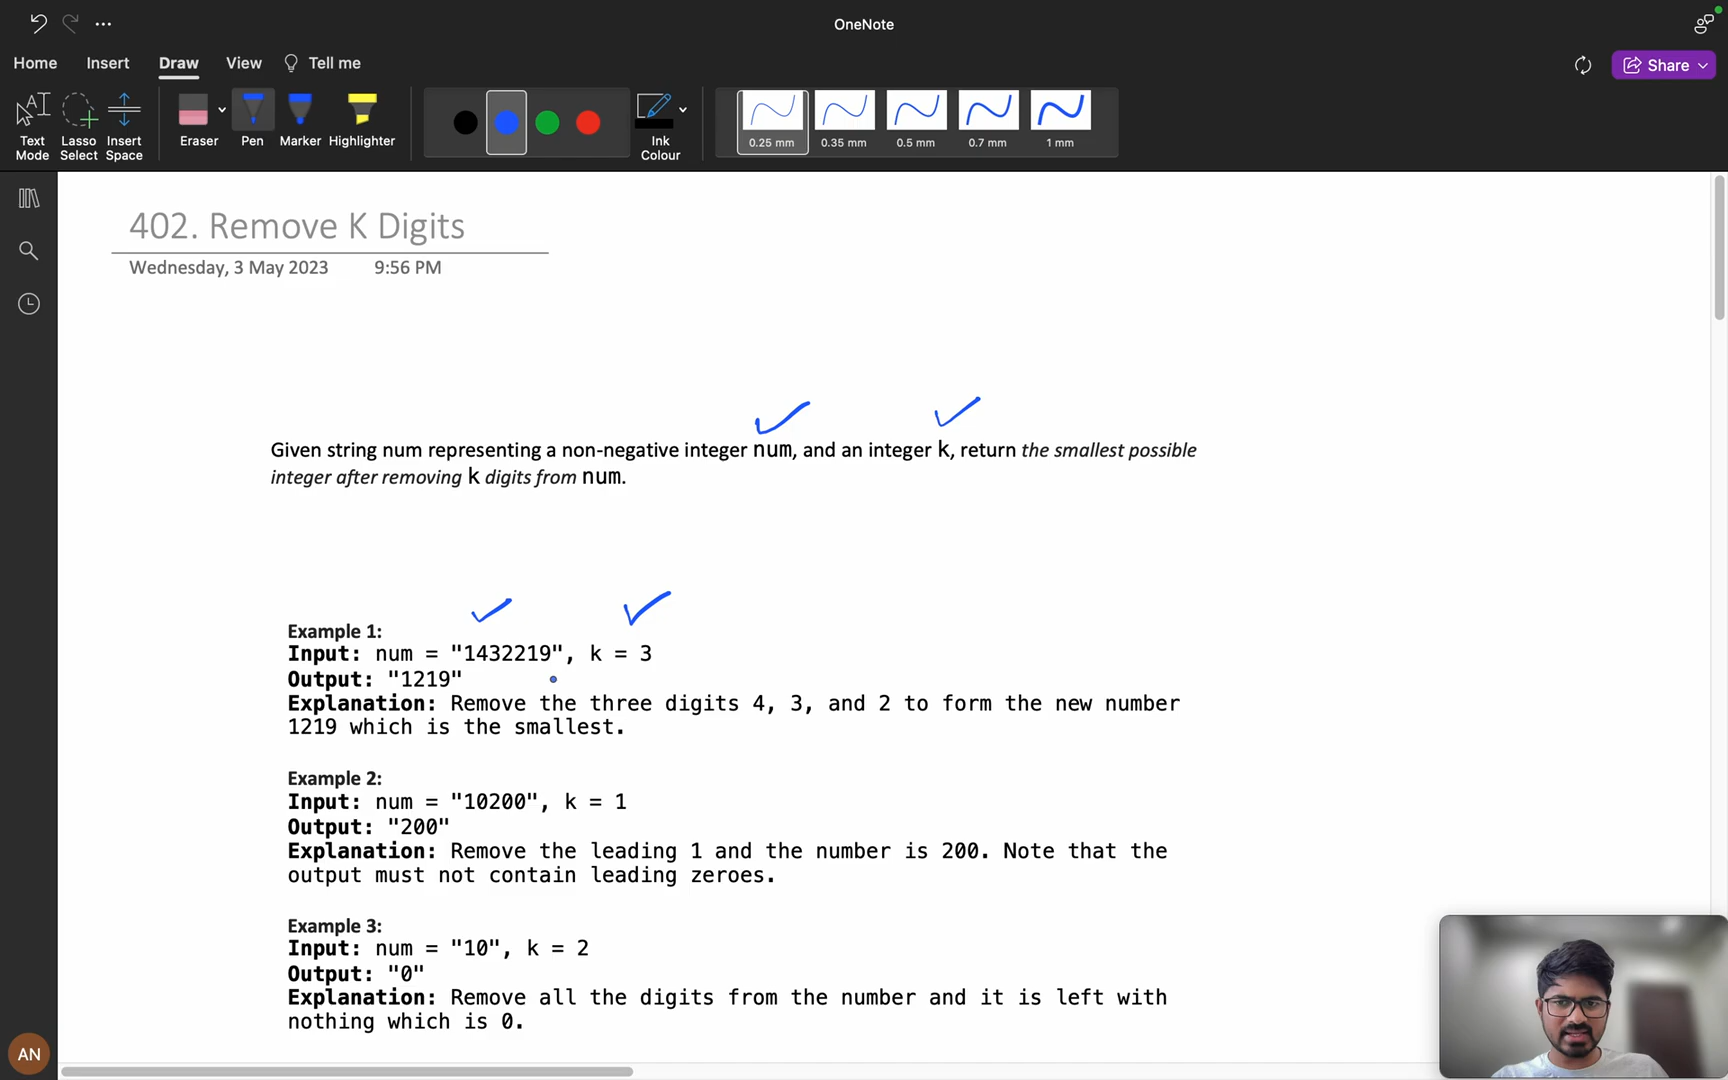 OneNote
Home Insert Draw View Tell me
Share
Text Mode
Lasso Select
Insert Space
Eraser
Pen
Marker
Highlighter
Ink Colour
0.25 mm
0.35 mm
0.5 mm
0.7 mm
1 mm
402. Remove K Digits
Wednesday, 3 May 2023 9:56 PM
Given string num representing a non-negative integer num, and an integer k, return the smallest possible
integer after removing k digits from num.
Example 1:
Input: num = "1432219", k = 3
Output: "1219"
Explanation: Remove the three digits 4, 3, and 2 to form the new number
1219 which is the smallest.
Example 2:
Input: num = "10200", k = 1
Output: "200"
Explanation: Remove the leading 1 and the number is 200. Note that the
output must not contain leading zeroes.
Example 3:
Input: num = "10", k = 2
Output: "0"
Explanation: Remove all the digits from the number and it is left with
nothing which is 0.
AN